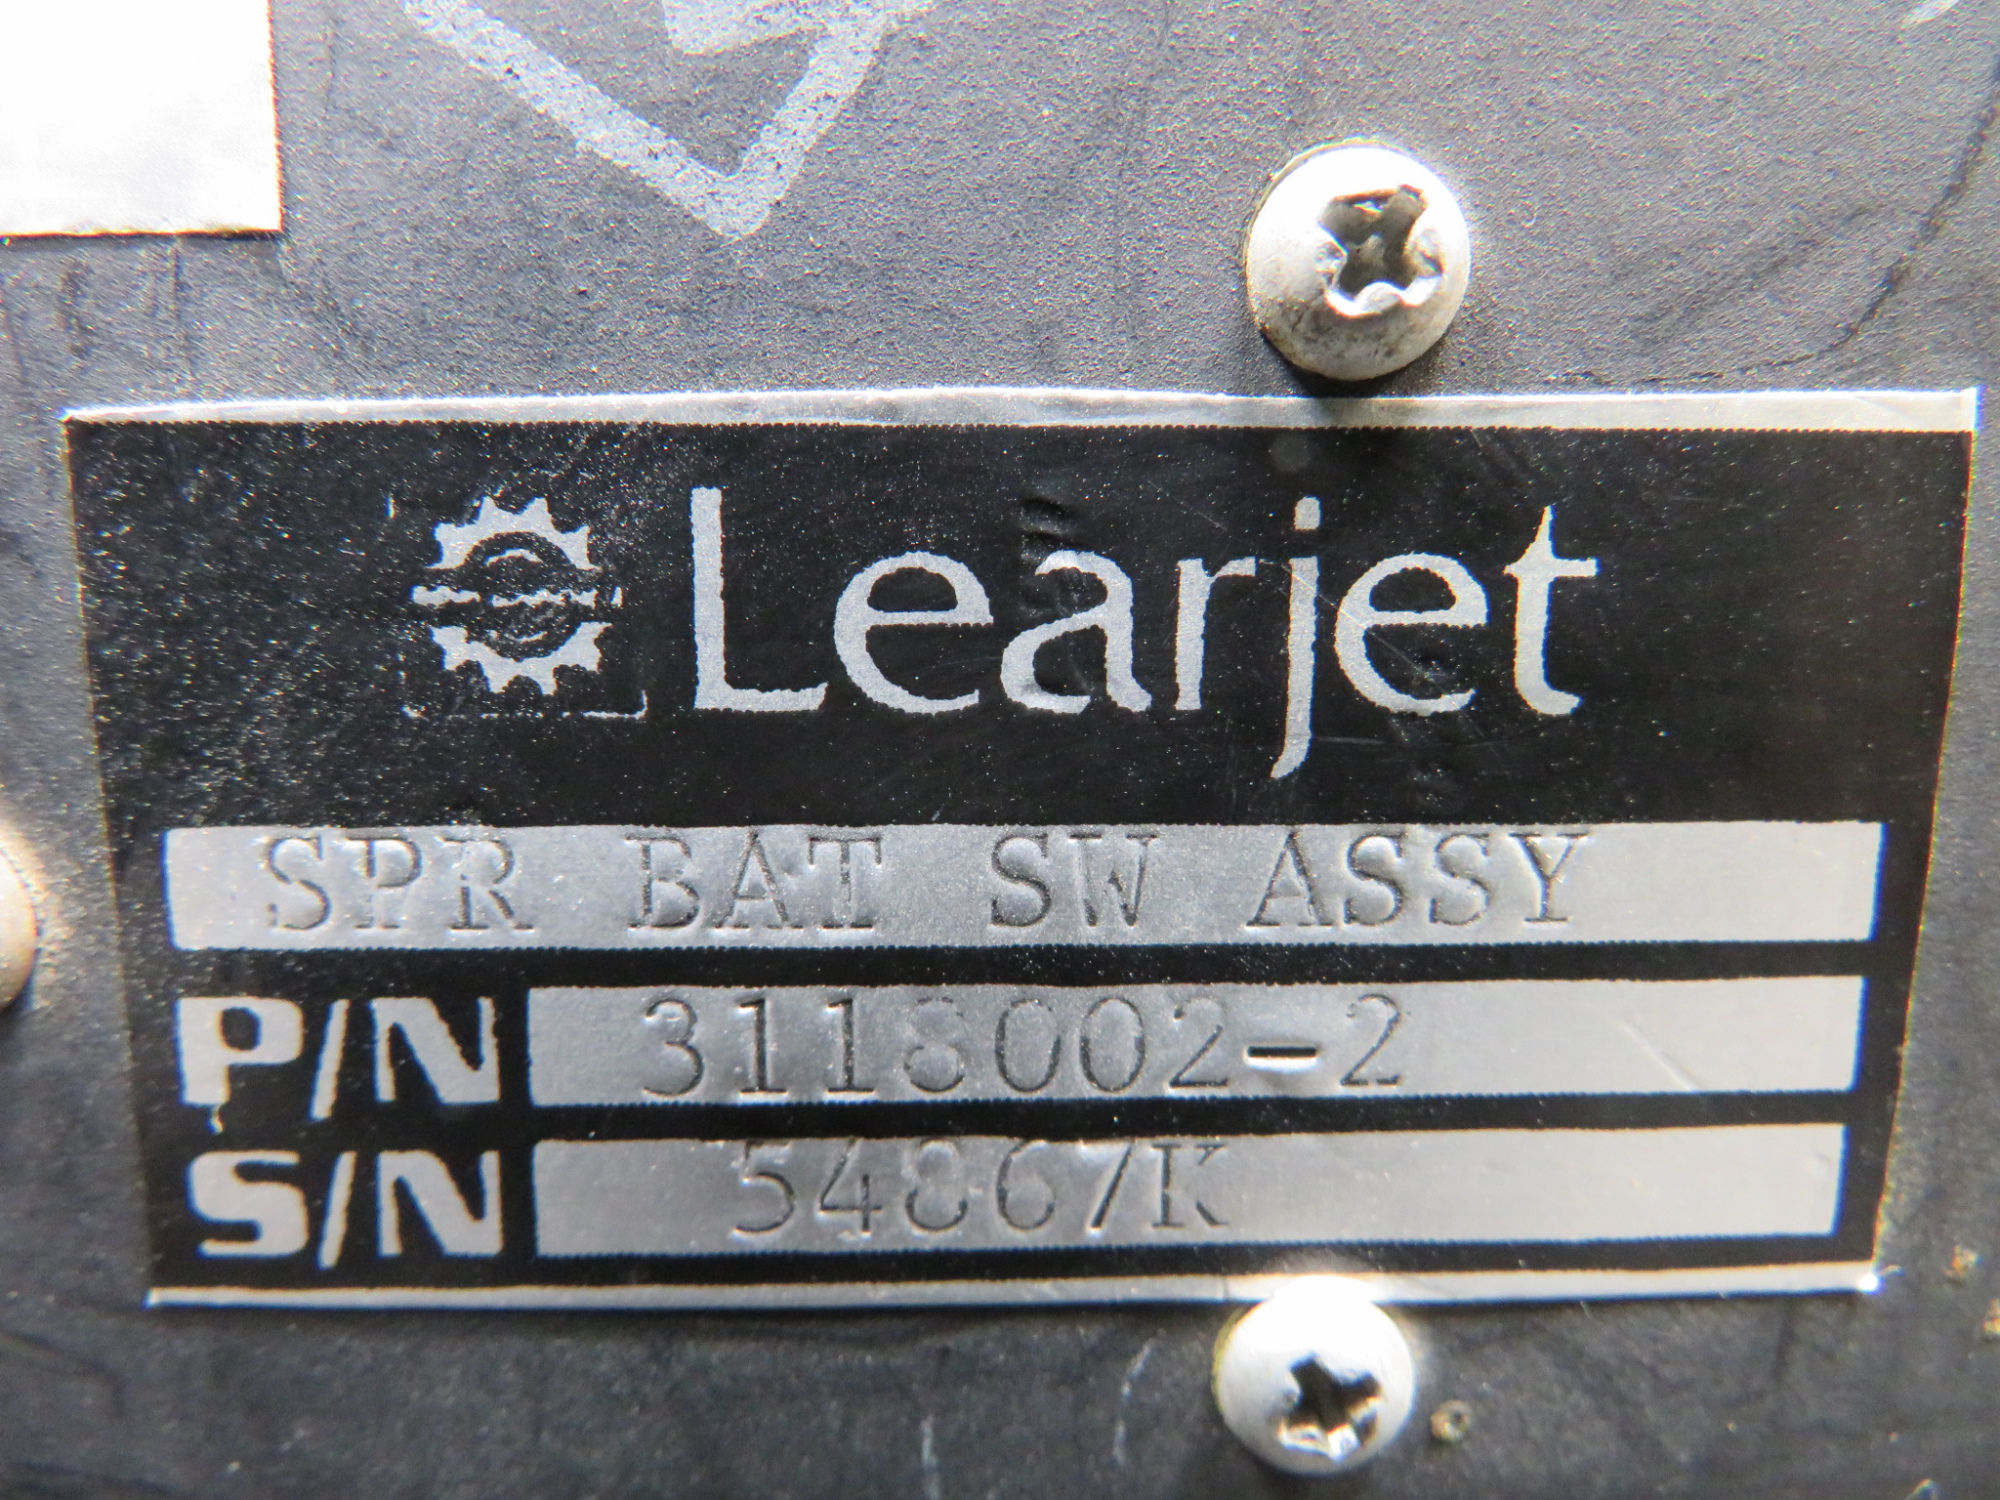 Learjet
SPR BAT SW ASSY
P/N 3118002-2
S/N 54867K